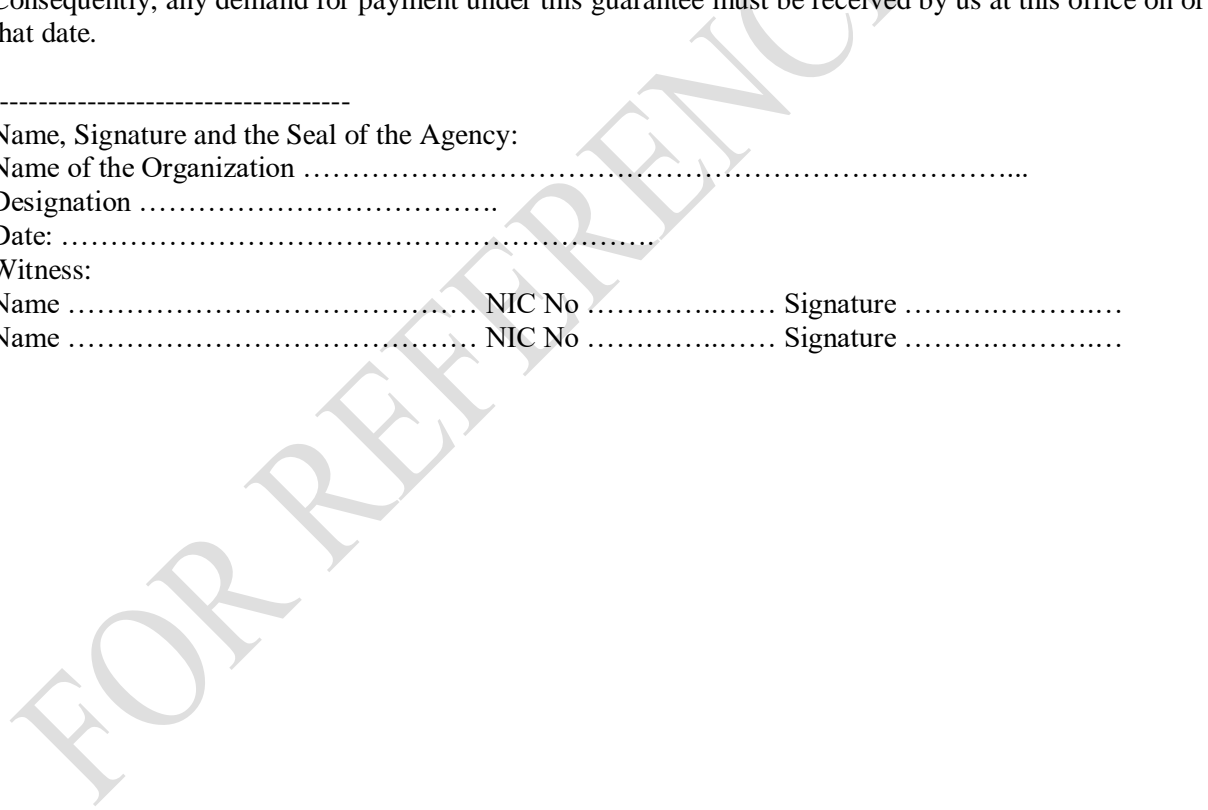 Consequently, any demand for payment under this guarantee must be received by us at this office on or
that date.
------------------------------------
Name, Signature and the Seal of the Agency:
Name of the Organization ………………………………………………………………...
Designation ……………………………….
Date: …………………………………………………….
Witness:
Name …………………………………… NIC No …………..…… Signature ……………………
Name …………………………………… NIC No …………..…… Signature ……………………
FOR REFERENC